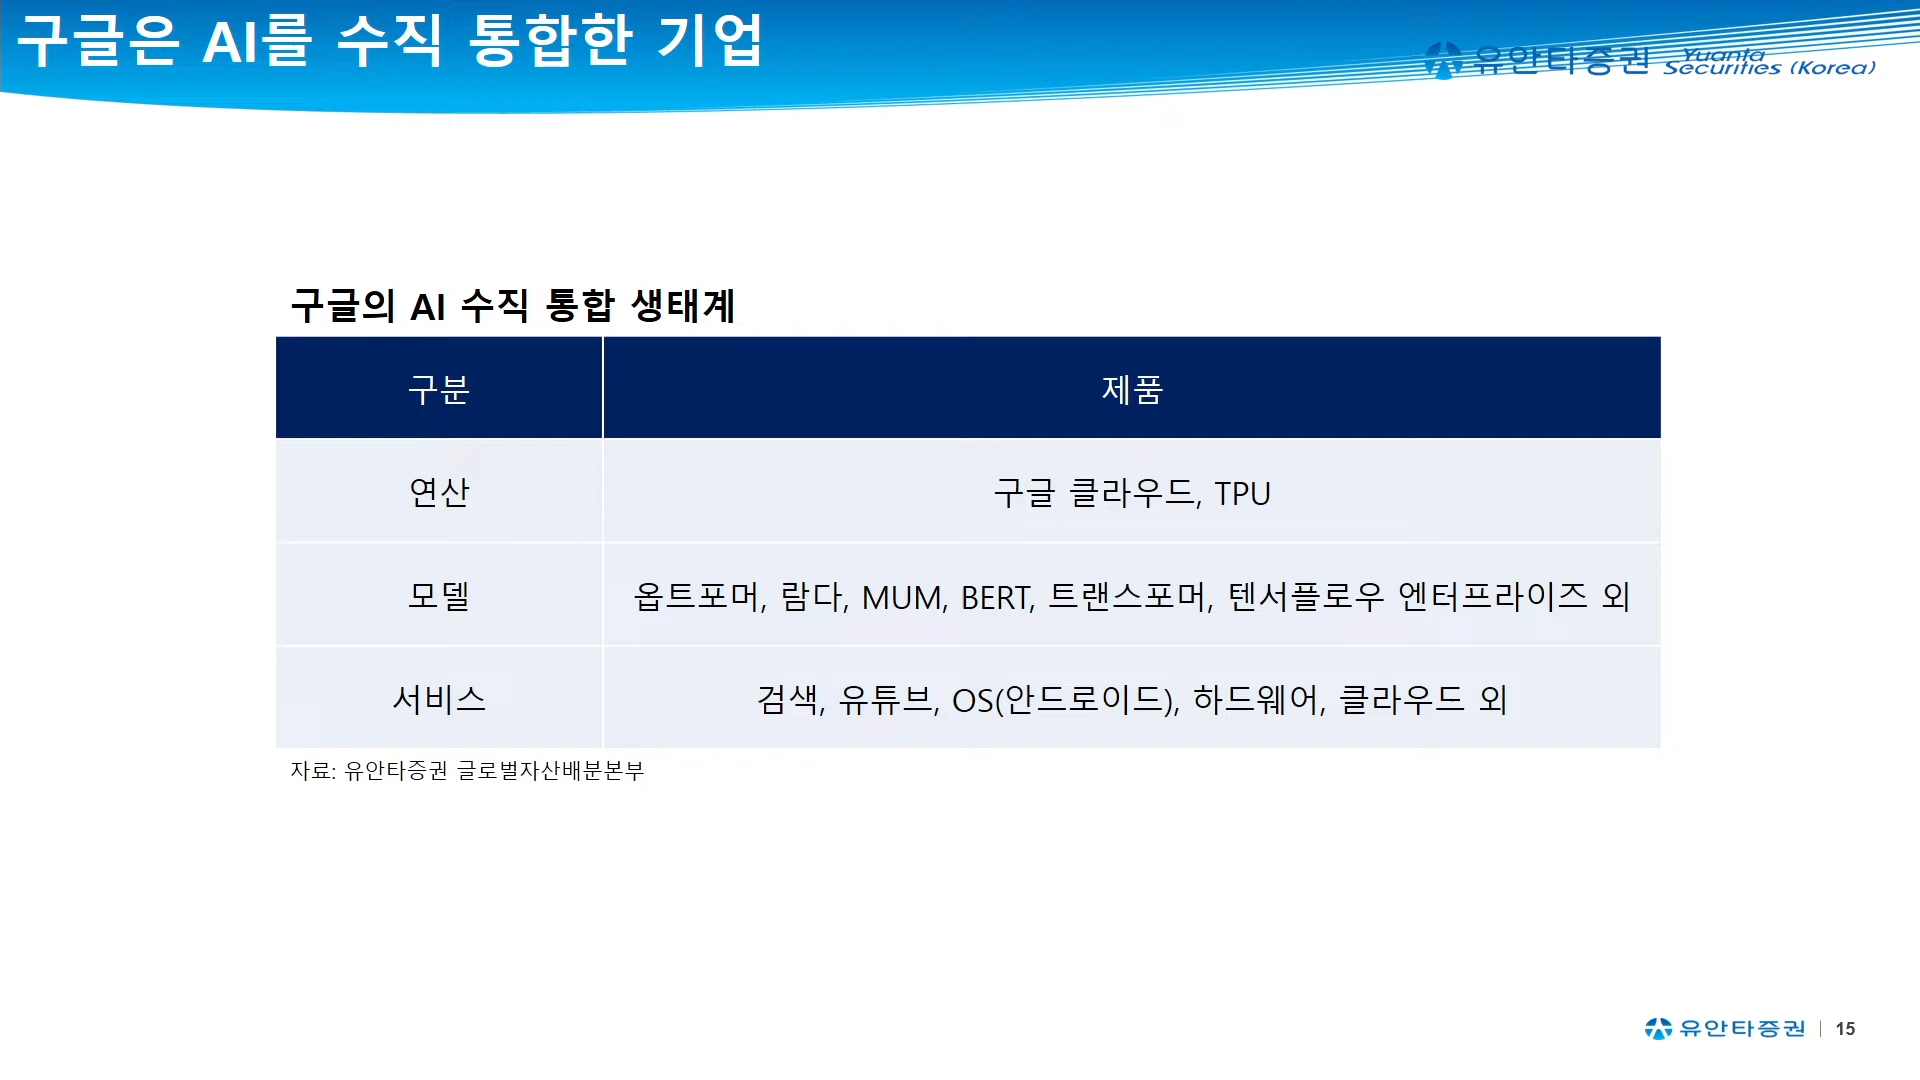 구글은 AI를 수직 통합한 기업
유안타증권 Yuanta Securities (Korea)
구글의 AI 수직 통합 생태계
구분 제품
연산 구글 클라우드, TPU
모델 옵트포머, 람다, MUM, BERT, 트랜스포머, 텐서플로우 엔터프라이즈 외
서비스 검색, 유튜브, OS(안드로이드), 하드웨어, 클라우드 외
자료: 유안타증권 글로벌자산배분본부
유안타증권 | 15